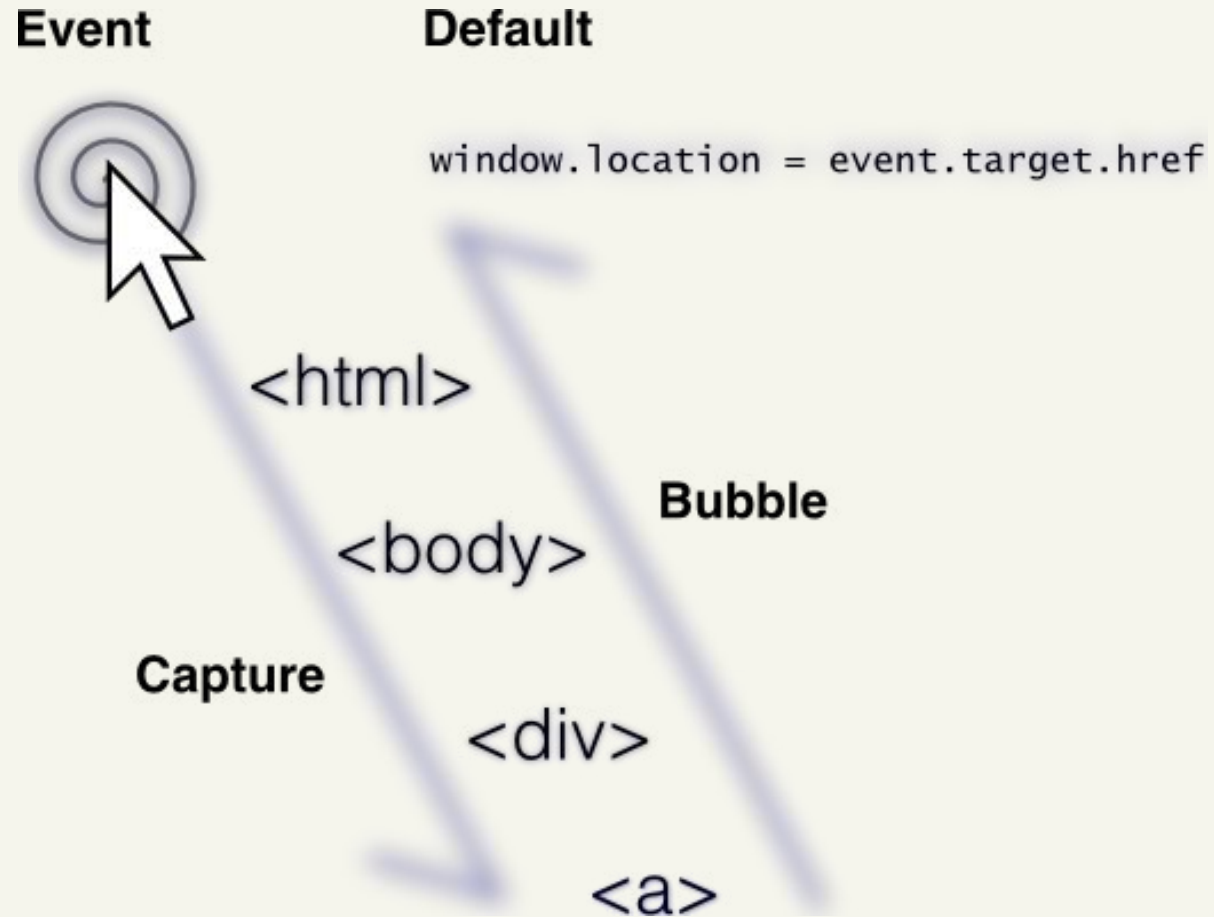 Event
Default
window.location = event.target.href
<html>
<body>
Bubble
Capture
<div>
<a>